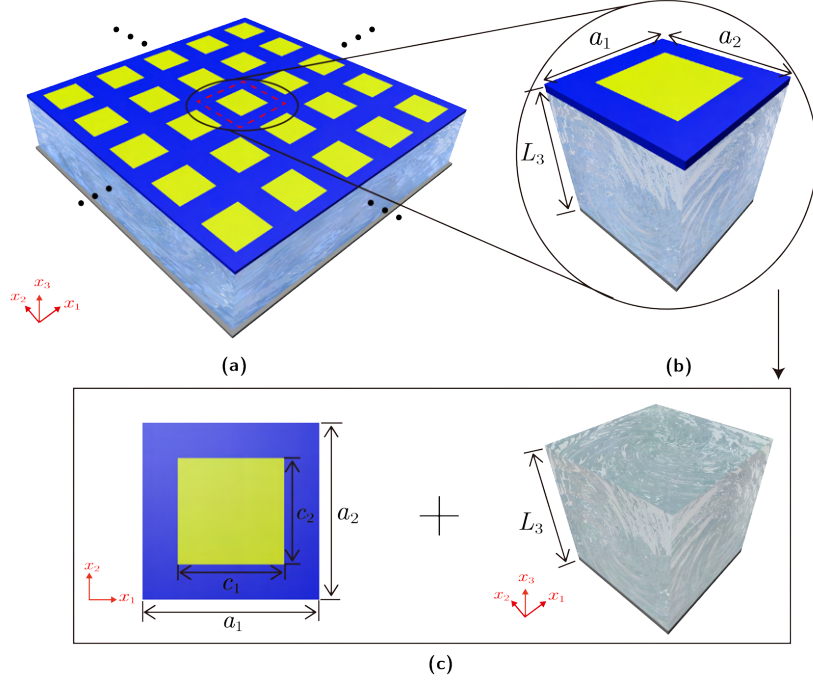 a₁
a₂
L₃
x₃
x₂
x₁
(a)
(b)
c₂
a₂
L₃
x₂
c₁
x₁
a₁
x₃
x₂
x₁
(c)